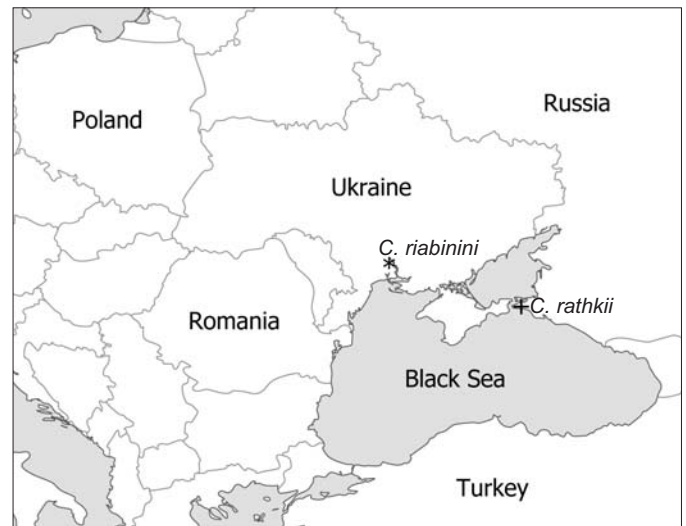 Russia
Poland
Ukraine
C. riabinini
C. rathkii
Romania
Black Sea
Turkey